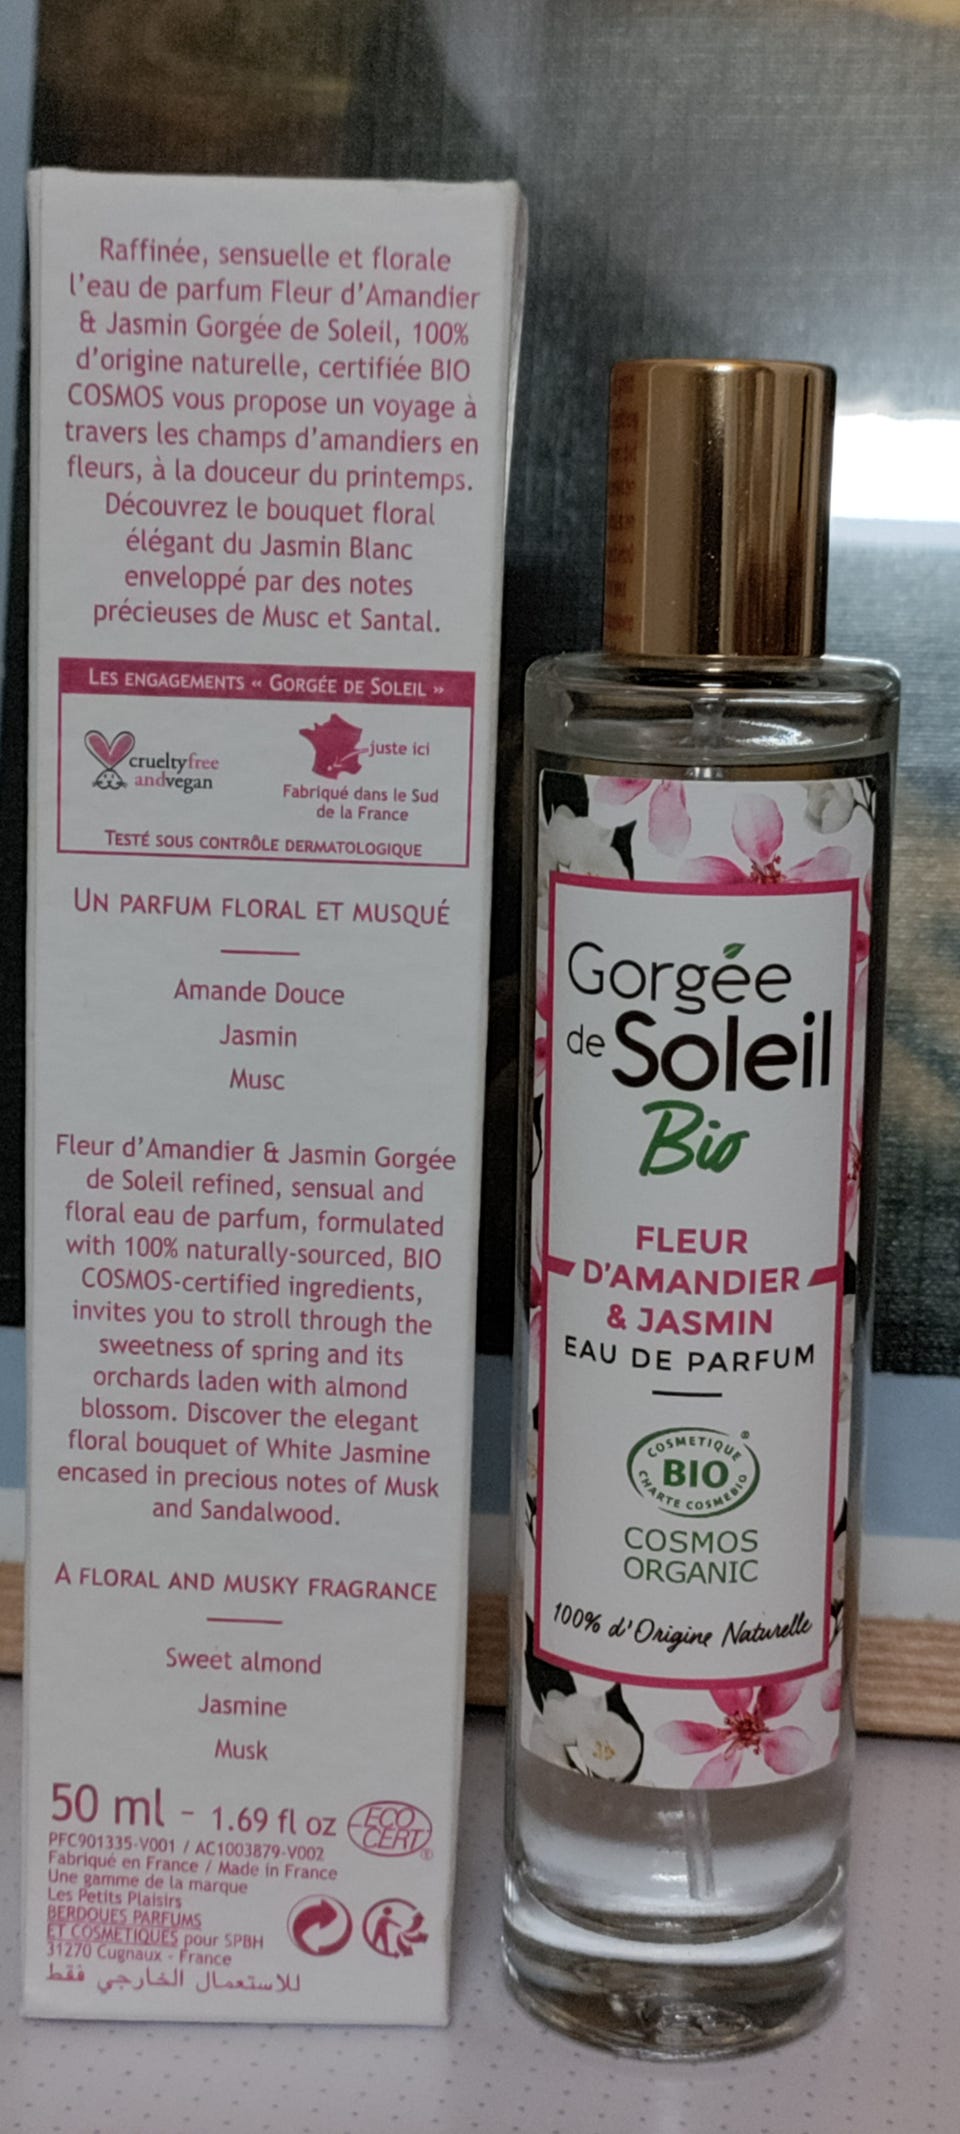 Raffinée, sensuelle et florale
l'eau de parfum Fleur d'Amandier
& Jasmin Gorgée de Soleil, 100%
d'origine naturelle, certifiée BIO
COSMOS vous propose un voyage à
travers les champs d'amandiers en
fleurs, à la douceur du printemps.
Découvrez le bouquet floral
élégant du Jasmin Blanc
enveloppé par des notes
précieuses de Musc et Santal.
LES ENGAGEMENTS « GORGÉE DE SOLEIL »
crueltyfree
andvegan
juste ici
Fabriqué dans le Sud
de la France
TESTÉ SOUS CONTRÔLE DERMATOLOGIQUE
UN PARFUM FLORAL ET MUSQUÉ
Amande Douce
Jasmin
Musc
Fleur d'Amandier & Jasmin Gorgée
de Soleil refined, sensual and
floral eau de parfum, formulated
with 100% naturally-sourced, BIO
COSMOS-certified ingredients,
invites you to stroll through the
sweetness of spring and its
orchards laden with almond
blossom. Discover the elegant
floral bouquet of White Jasmine
encased in precious notes of Musk
and Sandalwood.
A FLORAL AND MUSKY FRAGRANCE
Sweet almond
Jasmine
Musk
50 ml - 1.69 fl oz
ECO
CERT®
PFC901335-V001 / AC1003879-V002
Fabriqué en France / Made in France
Une gamme de la marque
Les Petits Plaisirs
BERDOUES PARFUMS
ET COSMETIQUES pour SPBH
31270 Cugnaux - France
للاستعمال الخارجي فقط
Gorgée
de Soleil
Bio
FLEUR
D'AMANDIER
& JASMIN
EAU DE PARFUM
COSMETIQUE ®
BIO
CHARTE COSMEBIO
COSMOS
ORGANIC
100% d'Origine Naturelle